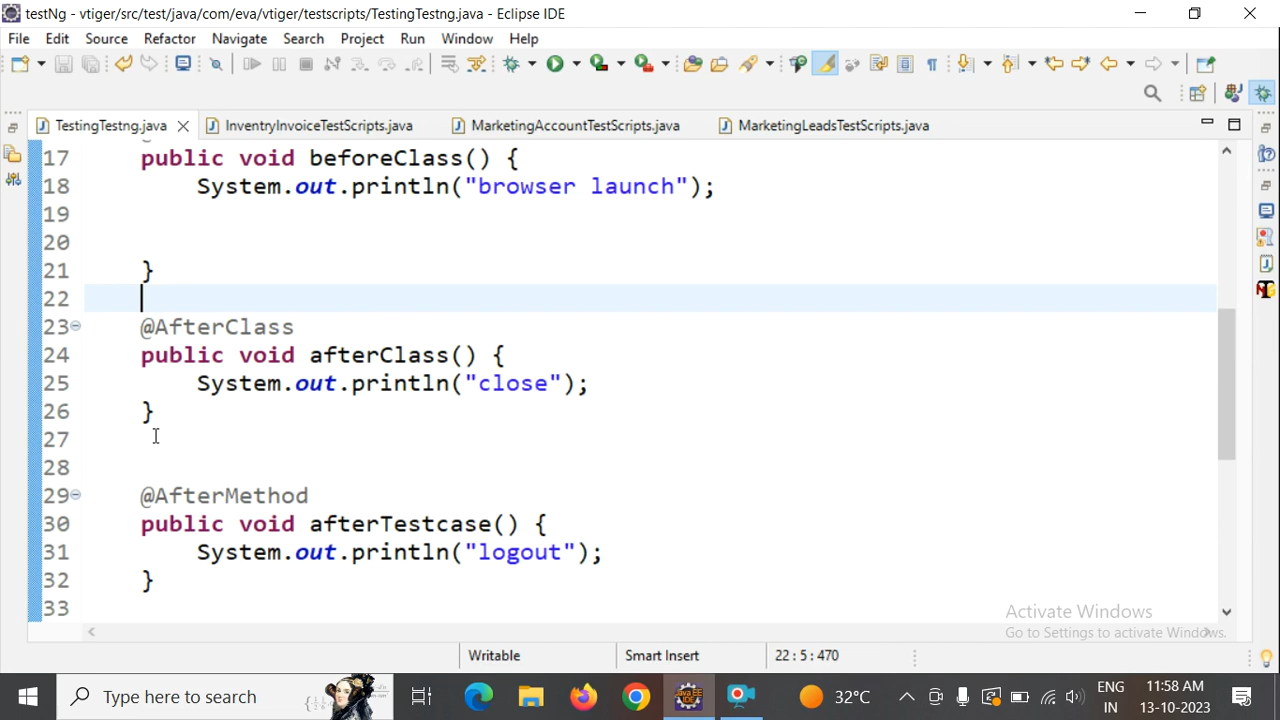 testNg - vtiger/src/test/java/com/eva/vtiger/testscripts/TestingTestng.java - Eclipse IDE
File Edit Source Refactor Navigate Search Project Run Window Help
TestingTestng.java InventryInvoiceTestScripts.java MarketingAccountTestScripts.java MarketingLeadsTestScripts.java
17 public void beforeClass() {
18 System.out.println("browser launch");
19
20
21 }
22
23 @AfterClass
24 public void afterClass() {
25 System.out.println("close");
26 }
27
28
29 @AfterMethod
30 public void afterTestcase() {
31 System.out.println("logout");
32 }
33
Activate Windows
Go to Settings to activate Windows.
Writable Smart Insert 22 : 5 : 470
Type here to search 32°C ENG 11:58 AM
IN 13-10-2023